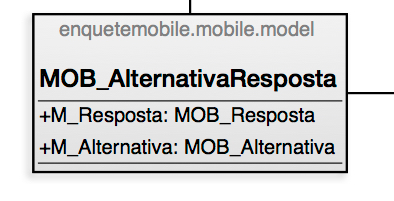 enquetemobile.mobile.model
MOB_AlternativaResposta
+M_Resposta: MOB_Resposta
+M_Alternativa: MOB_Alternativa